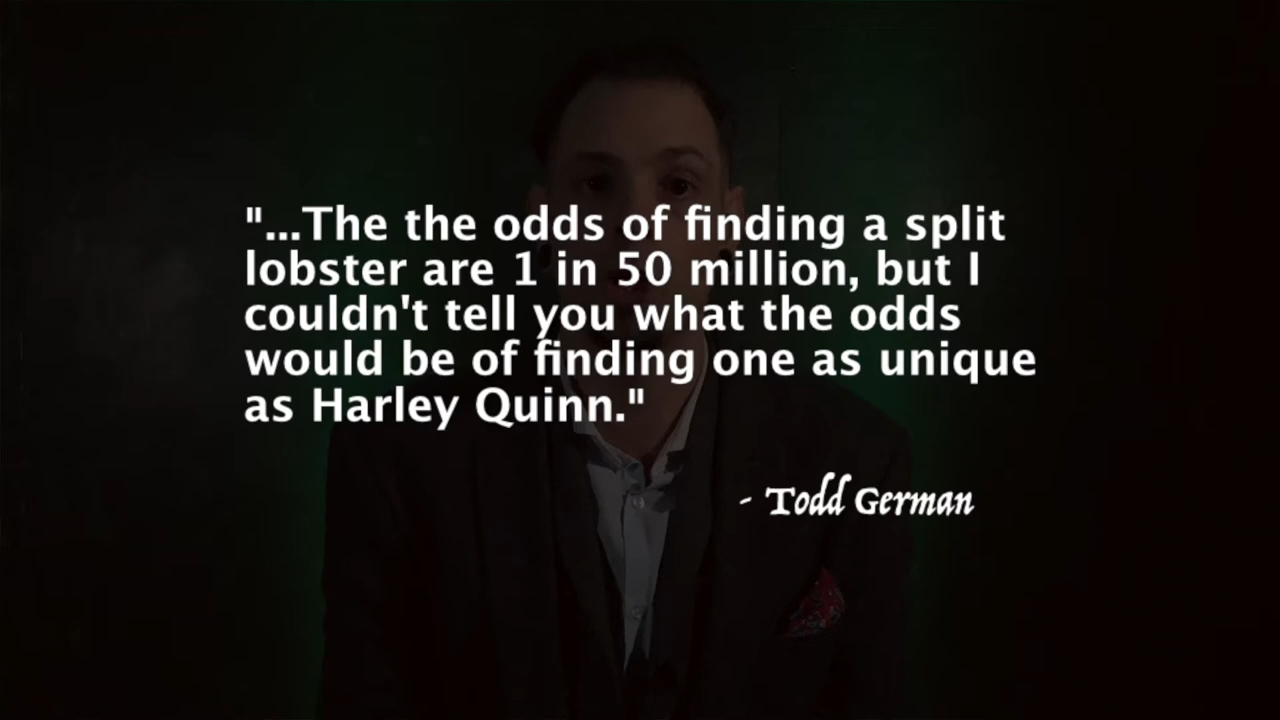 "...The the odds of finding a split
lobster are 1 in 50 million, but I
couldn't tell you what the odds
would be of finding one as unique
as Harley Quinn."
- Todd German